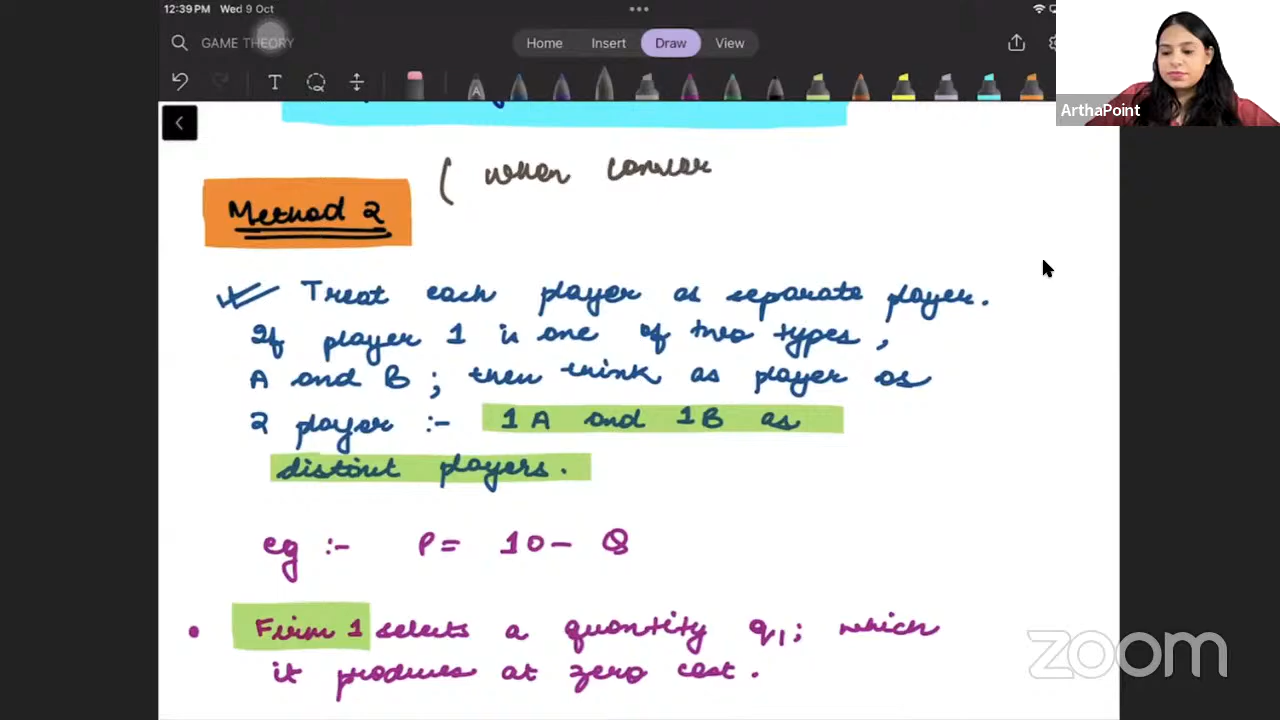 12:39 PM Wed 9 Oct
GAME THEORY
Home Insert Draw View
ArthaPoint
( when
Method 2
Treat each player as separate player.
If player 1 is one of two types,
A and B ; then think as player as
2 player :- 1A and 1B as
distinct players.
eg :- P = 10 - Q
• Firm 1 selects a quantity q1; which
it produces at zero cost.
zoom